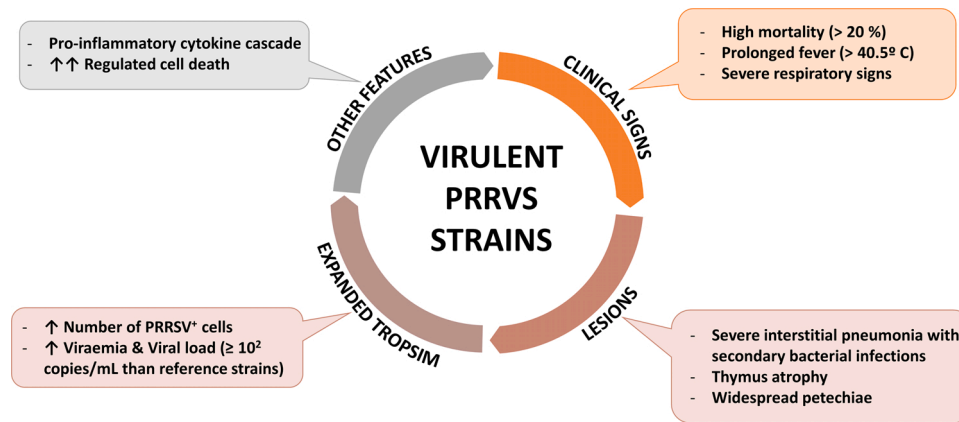 - Pro-inflammatory cytokine cascade
- ↑↑ Regulated cell death
- High mortality (> 20 %)
- Prolonged fever (> 40.5º C)
- Severe respiratory signs
OTHER FEATURES
CLINICAL SIGNS
VIRULENT
PRRVS
STRAINS
EXPANDED TROPSIM
LESIONS
- ↑ Number of PRRSV⁺ cells
- ↑ Viraemia & Viral load (≥ 10²
copies/mL than reference strains)
- Severe interstitial pneumonia with
secondary bacterial infections
- Thymus atrophy
- Widespread petechiae